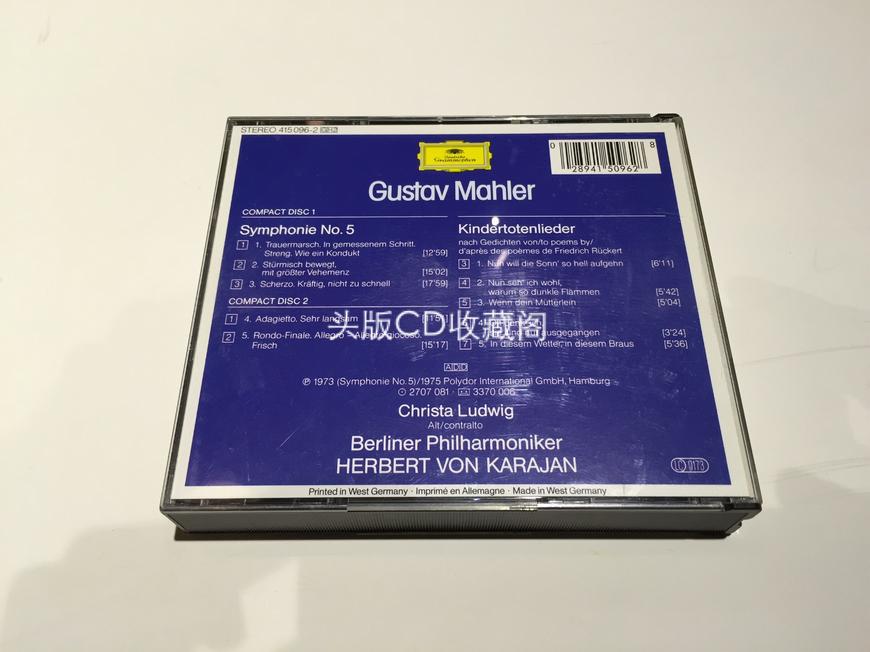 STEREO 415 096-2
Deutsche
Grammophon
0 28941 50962 8
Gustav Mahler
COMPACT DISC 1
Symphonie No. 5
1 1. Trauermarsch. In gemessenem Schritt.
Streng. Wie ein Kondukt [12'59]
2 2. Stürmisch bewegt,
mit größter Vehemenz [15'02]
3 3. Scherzo. Kräftig, nicht zu schnell [17'59]
COMPACT DISC 2
1 4. Adagietto. Sehr langsam
2 5. Rondo-Finale. Allegro – Allegro giocoso.
Frisch [15'17]
Kindertotenlieder
nach Gedichten von/to poems by/
d'après des poèmes de Friedrich Rückert
3 1. Nun will die Sonn' so hell aufgehn [6'11]
4 2. Nun seh' ich wohl,
warum so dunkle Flammen [5'42]
5 3. Wenn dein Mütterlein [5'04]
ausgegangen [3'24]
7 5. In diesem Wetter, in diesem Braus [5'36]
头版CD收藏阁
ADD
℗ 1973 (Symphonie No. 5)/1975 Polydor International GmbH, Hamburg
2707 081 · 3370 006
Christa Ludwig
Alt/contralto
Berliner Philharmoniker
HERBERT VON KARAJAN
LC 0173
Printed in West Germany · Imprimé en Allemagne · Made in West Germany